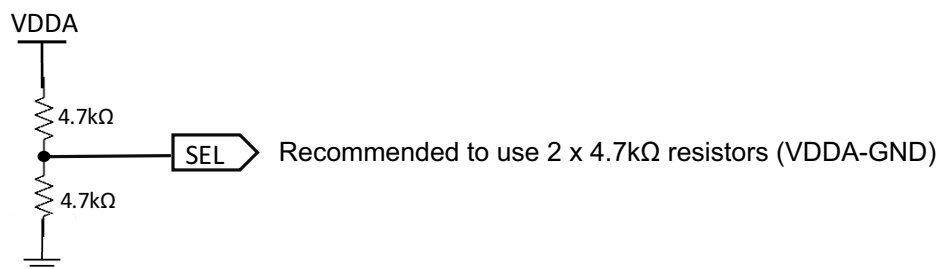 VDDA
4.7kΩ
SEL Recommended to use 2 x 4.7kΩ resistors (VDDA-GND)
4.7kΩ